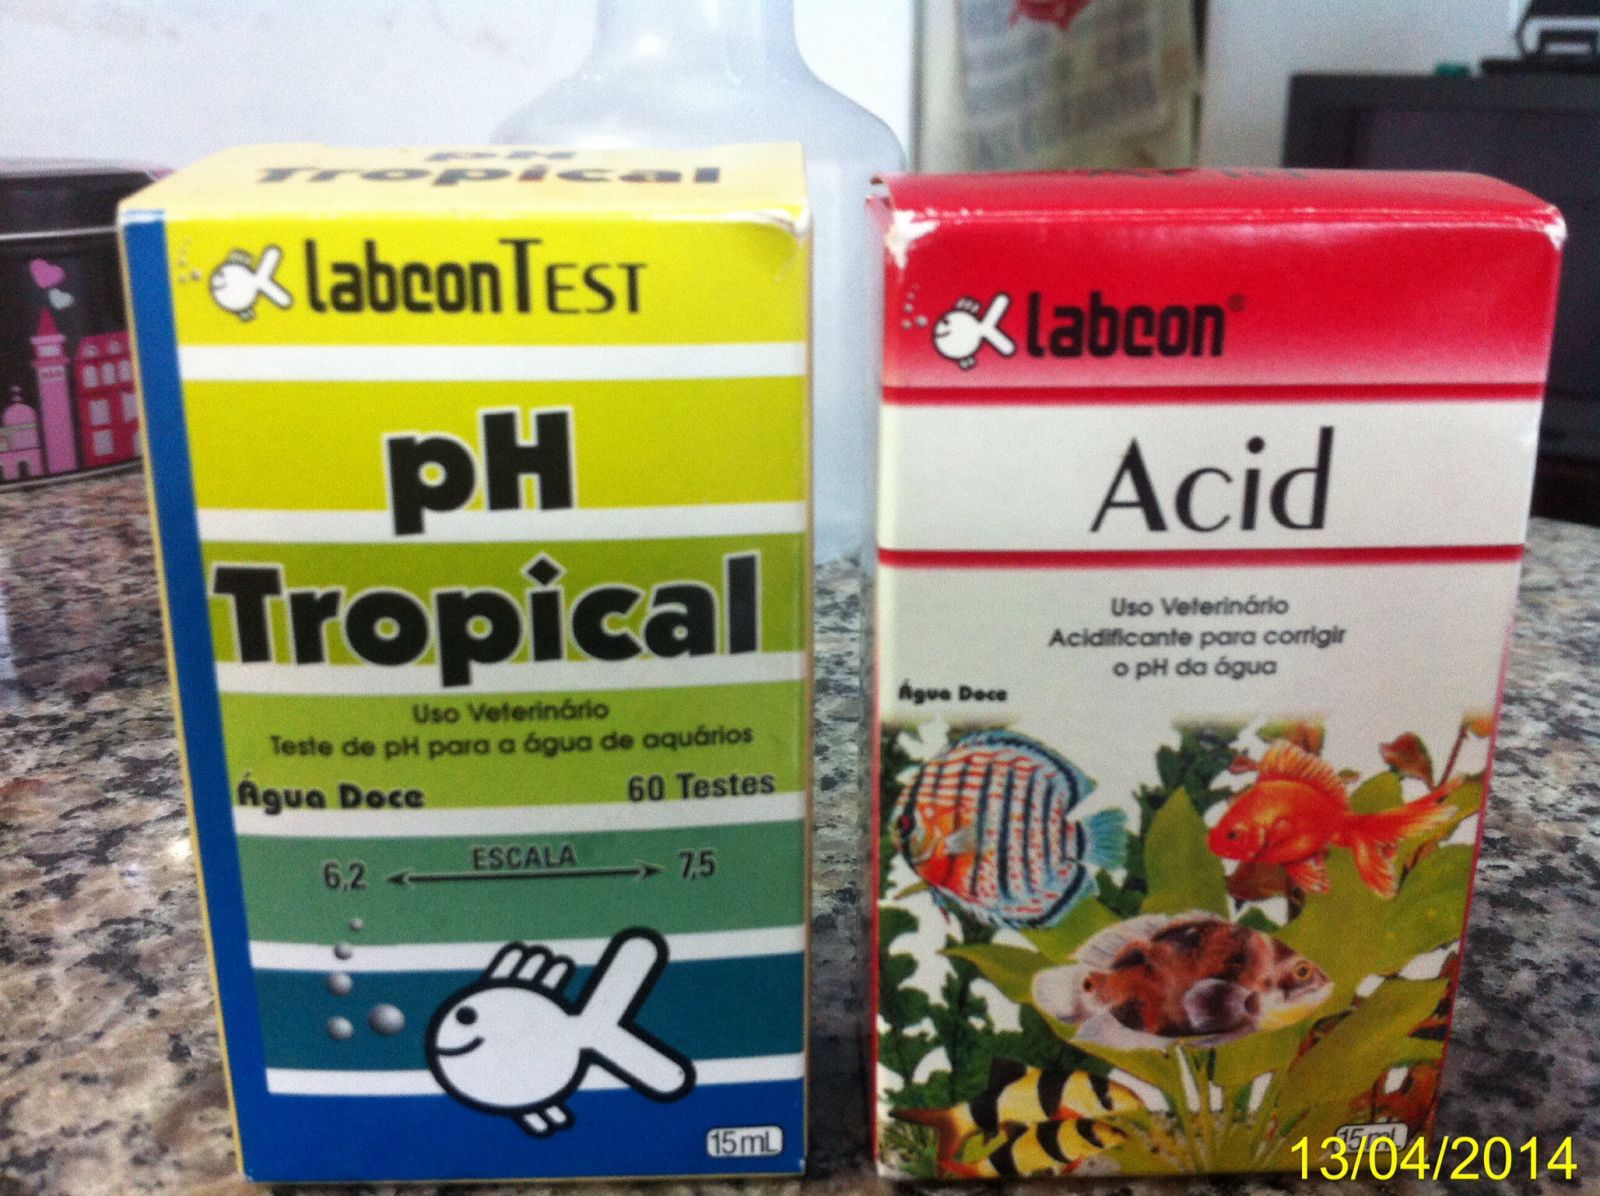 pH
Tropical
labconTEST
pH
Tropical
Uso Veterinário
Teste de pH para a água de aquários
Água Doce
60 Testes
ESCALA
6,2
7,5
15mL
labcon®
Acid
Uso Veterinário
Acidificante para corrigir
o pH da água
Água Doce
15mL
13/04/2014